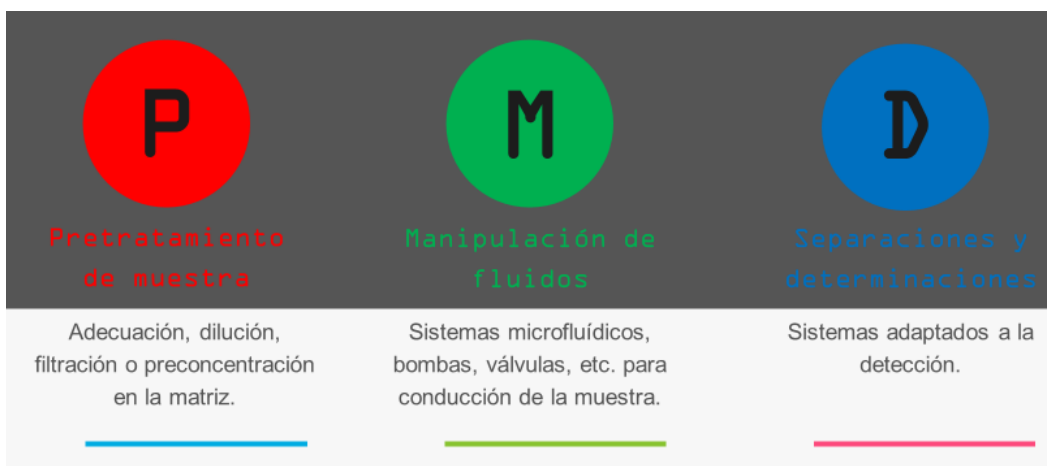 P
Pretratamiento
de muestra
Adecuación, dilución,
filtración o preconcentración
en la matriz.
M
Manipulación de
fluidos
Sistemas microfluídicos,
bombas, válvulas, etc. para
conducción de la muestra.
D
Separaciones y
determinaciones
Sistemas adaptados a la
detección.